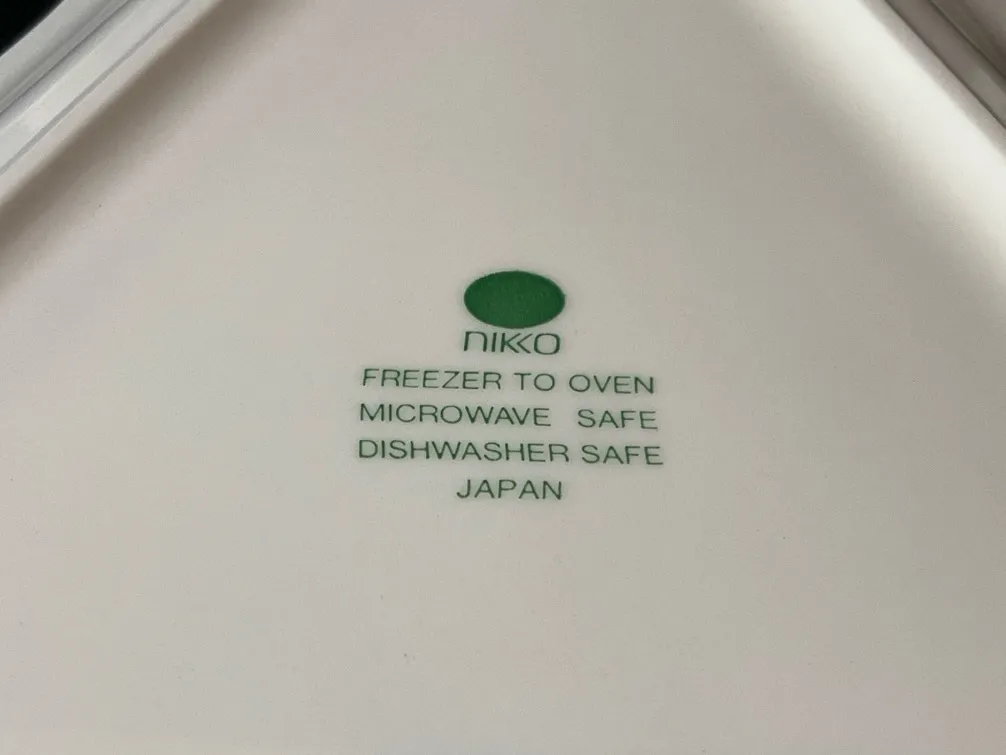 NIKKO
FREEZER TO OVEN
MICROWAVE SAFE
DISHWASHER SAFE
JAPAN